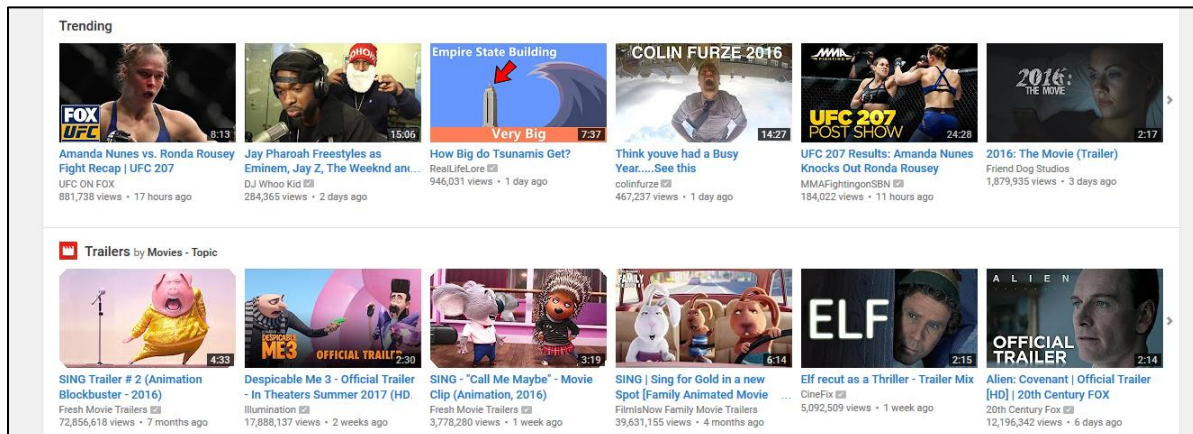 Trending
FOX
UFC
8:13
15:06
Empire State Building
Very Big
7:37
COLIN FURZE 2016
14:27
MMA
FIGHTING
UFC 207
POST SHOW
24:28
2016:
THE MOVIE
2:17
Amanda Nunes vs. Ronda Rousey
Fight Recap | UFC 207
UFC ON FOX
881,738 views • 17 hours ago
Jay Pharoah Freestyles as
Eminem, Jay Z, The Weeknd and...
DJ Whoo Kid
284,365 views • 2 days ago
How Big do Tsunamis Get?
RealLifeLore
946,031 views • 1 day ago
Think youve had a Busy
Year.....See this
colinfurze
467,237 views • 1 day ago
UFC 207 Results: Amanda Nunes
Knocks Out Ronda Rousey
MMAFightingonSBN
184,022 views • 11 hours ago
2016: The Movie (Trailer)
Friend Dog Studios
1,879,935 views • 3 days ago
Trailers by Movies - Topic
4:33
DESPICABLE
ME3
OFFICIAL TRAILER
2:30
3:19
FAMILY
6:14
ELF
2:15
ALIEN
OFFICIAL
TRAILER
2:14
SING Trailer # 2 (Animation
Blockbuster - 2016)
Fresh Movie Trailers
72,856,618 views • 7 months ago
Despicable Me 3 - Official Trailer
- In Theaters Summer 2017 (HD.
Illumination
17,888,137 views • 2 weeks ago
SING - "Call Me Maybe" - Movie
Clip (Animation, 2016)
Fresh Movie Trailers
3,778,280 views • 1 week ago
SING | Sing for Gold in a new
Spot [Family Animated Movie ...
FilmIsNow Family Movie Trailers
39,631,155 views • 4 months ago
Elf recut as a Thriller - Trailer Mix
CineFix
5,092,509 views • 1 week ago
Alien: Covenant | Official Trailer
[HD] | 20th Century FOX
20th Century Fox
12,196,342 views • 6 days ago